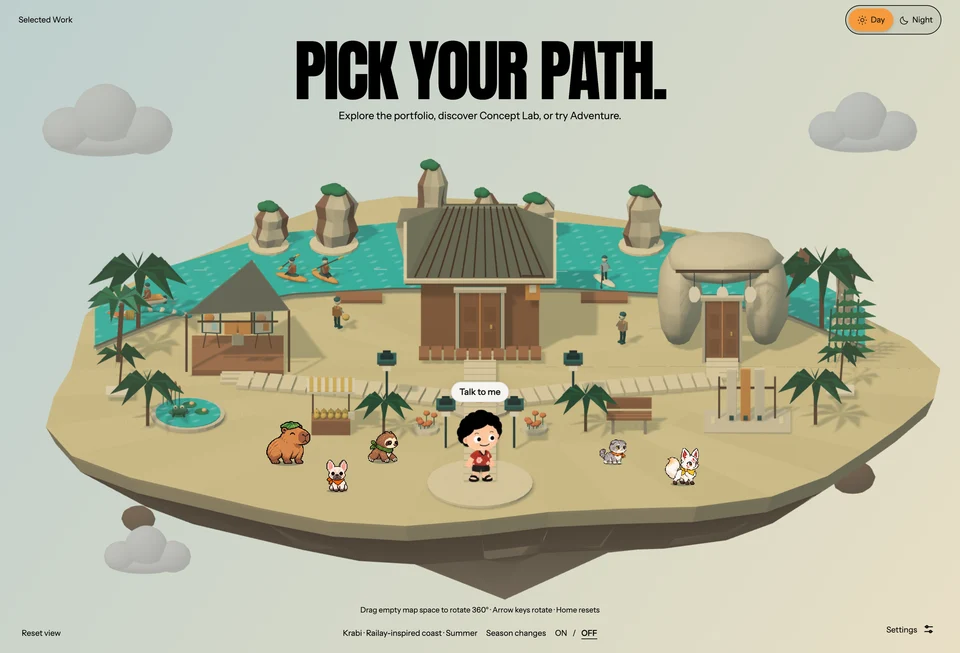 Selected Work
Day
Night
PICK YOUR PATH.
Explore the portfolio, discover Concept Lab, or try Adventure.
Talk to me
Drag empty map space to rotate 360° · Arrow keys rotate · Home resets
Reset view
Krabi · Railay-inspired coast · Summer Season changes ON / OFF
Settings